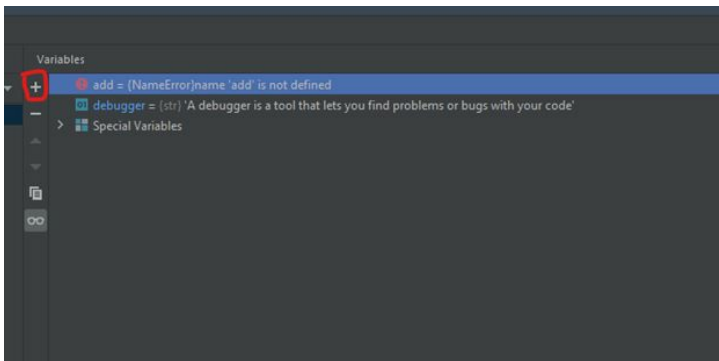 Variables
add = {NameError}name 'add' is not defined
debugger = {str} 'A debugger is a tool that lets you find problems or bugs with your code'
Special Variables